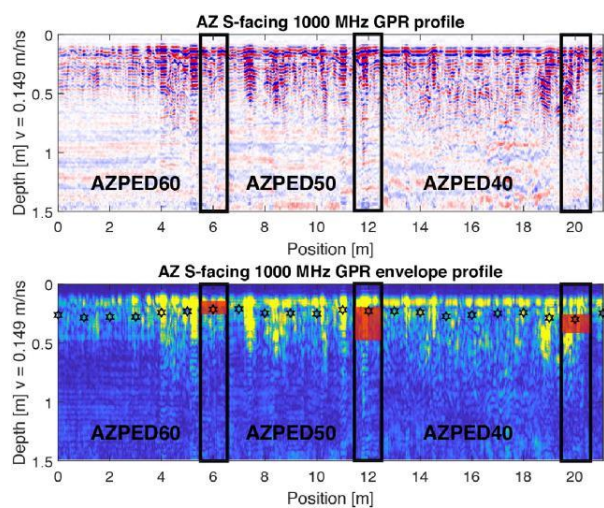 AZ S-facing 1000 MHz GPR profile
0
0.5
1
1.5
Depth [m] v = 0.149 m/ns
AZPED60 AZPED50 AZPED40
0 2 4 6 8 10 12 14 16 18 20
Position [m]
AZ S-facing 1000 MHz GPR envelope profile
0
0.5
1
1.5
Depth [m] v = 0.149 m/ns
AZPED60 AZPED50 AZPED40
0 2 4 6 8 10 12 14 16 18 20
Position [m]